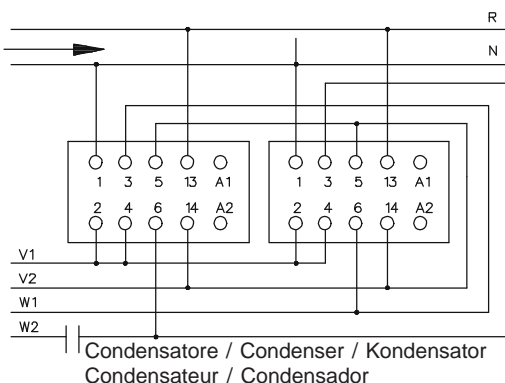 R
N
1 3 5 13 A1 1 3 5 13 A1
2 4 6 14 A2 2 4 6 14 A2
V1
V2
W1
W2
Condensatore / Condenser / Kondensator
Condensateur / Condensador